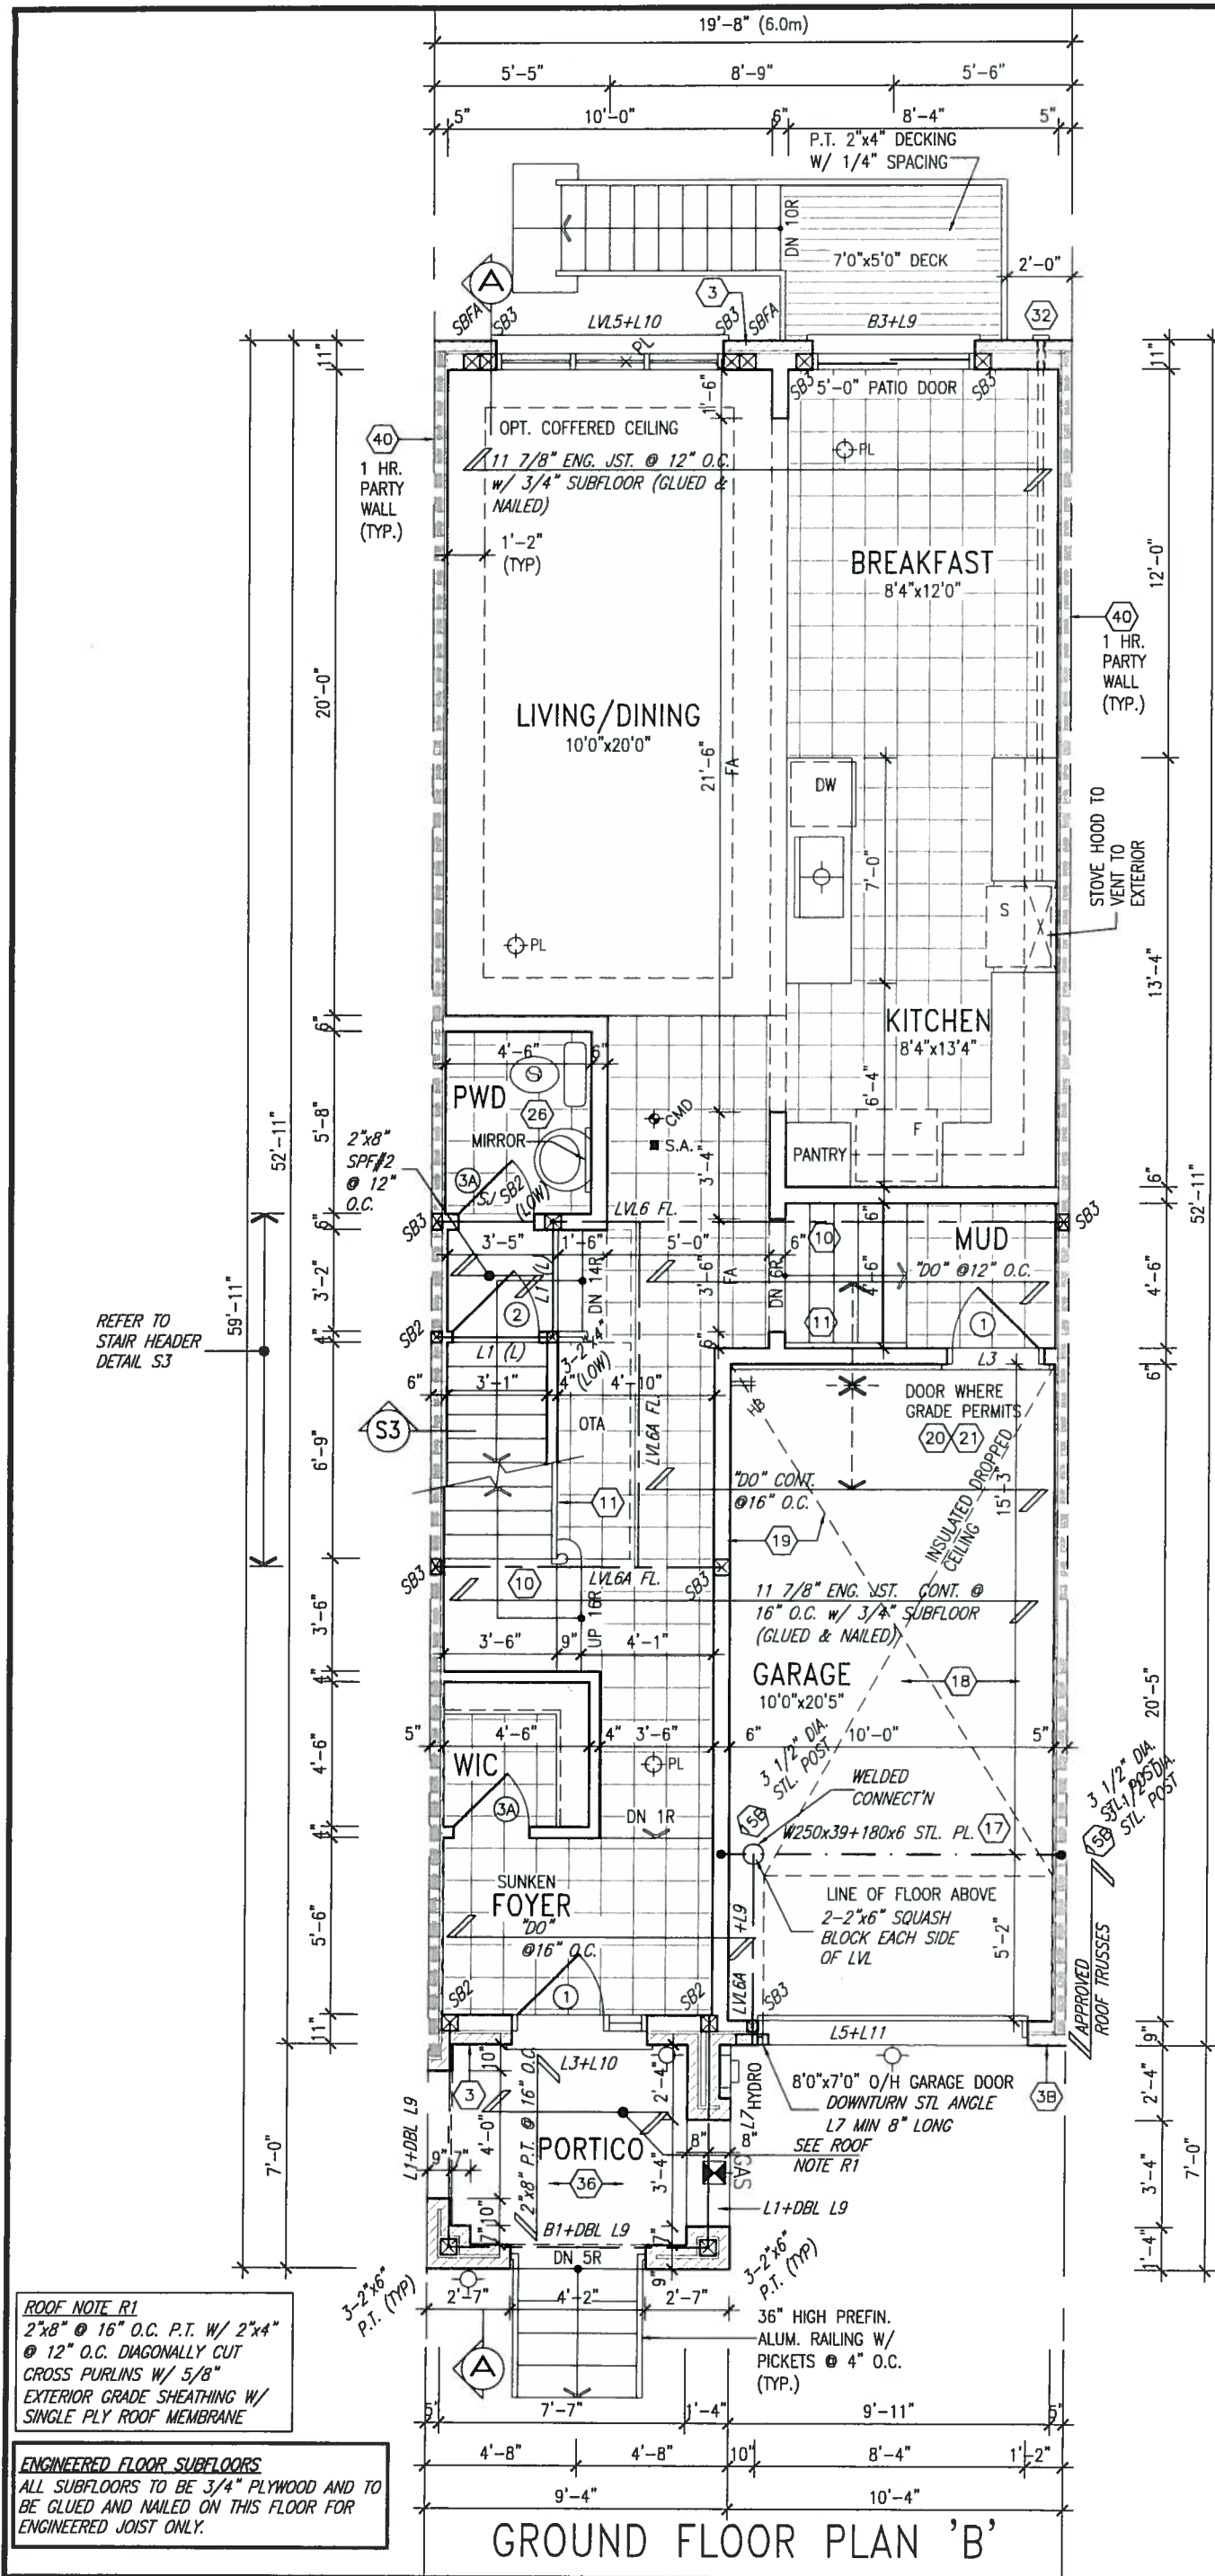 19'-8" (6.0m)
5'-5" 8'-9" 5'-6"
5" 10'-0" 6" 8'-4" 5"
P.T. 2"x4" DECKING
W/ 1/4" SPACING
DN 10R
7'0"x5'0" DECK
2'-0"
A
3
32
SBFA
SB3
LVL5+L10
SB3
SBFA
B3+L9
PL
11"
11"
1'-6"
SB3
5'-0" PATIO DOOR
SB3
OPT. COFFERED CEILING
PL
40
1 HR.
PARTY
WALL
(TYP.)
11 7/8" ENG. JST. @ 12" O.C.
w/ 3/4" SUBFLOOR (GLUED &
NAILED)
1'-2"
(TYP)
BREAKFAST
8'4"x12'0"
12'-0"
40
1 HR.
PARTY
WALL
(TYP.)
20'-0"
LIVING/DINING
10'0"x20'0"
21'-6"
FA
DW
7'-0"
S
STOVE HOOD TO
VENT TO
EXTERIOR
PL
13'-4"
KITCHEN
8'4"x13'4"
6"
4'-6"
6"
PWD
26
MIRROR
CMD
S.A.
6'-4"
F
PANTRY
5'-8"
52'-11"
2"x8"
SPF#2
@ 12"
O.C.
3A
SJ SB2
(LOW)
3'-4"
6"
52'-11"
SB3
6"
LVL6 FL.
6"
SB3
3'-5" 1'-6" 5'-0" 6"
10
MUD
L1 (L)
DN 14R
3'-6"
FA
DN 6R
4'-6"
"DO" @12" O.C.
4'-6"
3'-2"
2
11
1
59'-11"
REFER TO
STAIR HEADER
DETAIL S3
SB2
4"
L1 (L)
3-2"x4"
(LOW)
6"
L3
6"
6" 3'-1" 4" 4'-10"
HB
DOOR WHERE
GRADE PERMITS
20 21
S3
OTA
LVL6A FL.
6'-9"
"DO" CONT.
@16" O.C.
INSULATED DROPPED
CEILING
15'-3"
11
19
SB3
10
LVL6A FL.
SB3
11 7/8" ENG. JST. CONT. @
16" O.C. w/ 3/4" SUBFLOOR
(GLUED & NAILED)
3'-6"
UP 16R
3'-6" 9" 4'-1"
GARAGE
10'0"x20'5"
18
4"
20'-5"
5" 4'-6" 4" 3'-6" 6" 10'-0" 5"
4'-6"
WIC
PL
3 1/2" DIA.
STL. POST
WELDED
CONNECT'N
3A
DN 1R
15B
W250x39+180x6 STL. PL.
17
3 1/2" DIA.
STL. POST
15B
4"
SUNKEN
FOYER
"DO"
@16" O.C.
5'-6"
LINE OF FLOOR ABOVE
2-2"x6" SQUASH
BLOCK EACH SIDE
OF LVL
5'-2"
LVL6A +L9
APPROVED
ROOF TRUSSES
SB2
1
SB2
SB3
11"
L5+L11
9"
3
10"
L3+L10
2'-4"
L7
HYDRO
8'0"x7'0" O/H GARAGE DOOR
DOWNTURN STL ANGLE
L7 MIN 8" LONG
3B
2'-4"
L1+DBL L9
9" 7"
4'-0"
2"x8" P.T. @ 16" O.C.
PORTICO
36
3'-4"
8" 8"
GAS
SEE ROOF
NOTE R1
7'-0"
3'-4"
7'-0"
L1+DBL L9
10"
7"
B1+DBL L9
7"
1'-4"
DN 5R
9"
3-2"x6"
P.T. (TYP)
2'-7" 4'-2" 2'-7"
3-2"x6"
P.T. (TYP)
36" HIGH PREFIN.
ALUM. RAILING W/
PICKETS @ 4" O.C.
(TYP.)
A
ROOF NOTE R1
2"x8" @ 16" O.C. P.T. W/ 2"x4"
@ 12" O.C. DIAGONALLY CUT
CROSS PURLINS W/ 5/8"
EXTERIOR GRADE SHEATHING W/
SINGLE PLY ROOF MEMBRANE
7'-7" 1'-4" 9'-11"
4'-8" 4'-8" 10" 8'-4" 1'-2"
9'-4" 10'-4"
ENGINEERED FLOOR SUBFLOORS
ALL SUBFLOORS TO BE 3/4" PLYWOOD AND TO
BE GLUED AND NAILED ON THIS FLOOR FOR
ENGINEERED JOIST ONLY.
GROUND FLOOR PLAN 'B'